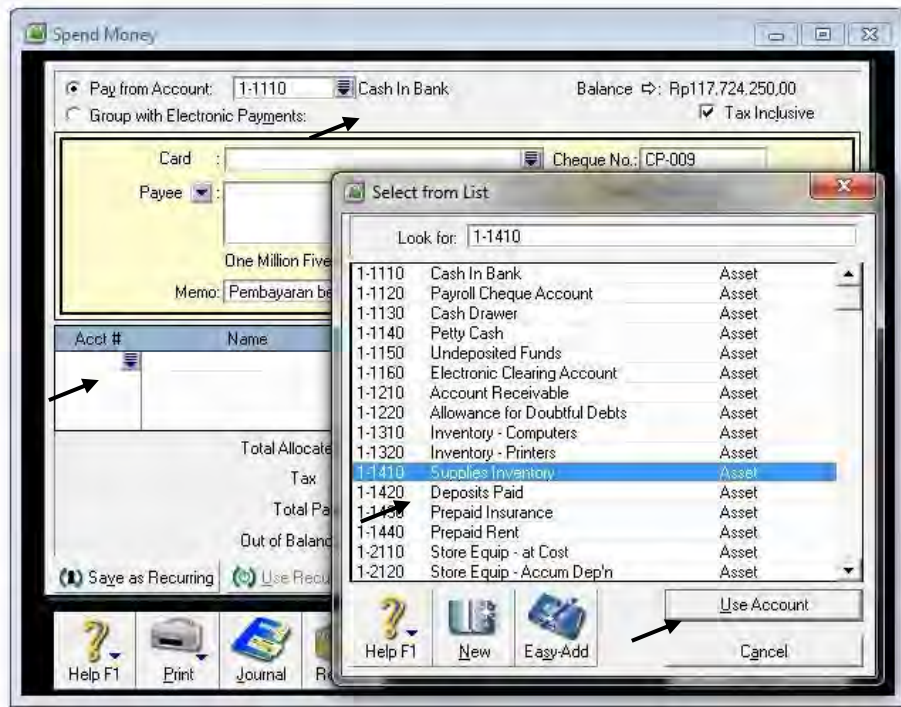 Spend Money
Pay from Account: 1-1110 Cash In Bank Balance ⇨: Rp117.724.250,00
Group with Electronic Payments: Tax Inclusive
Card : Cheque No.: CP-009
Payee :
One Million Five
Memo: Pembayaran be
Acct # Name
Total Allocate
Tax
Total Pa
Out of Balanc
Save as Recurring Use Recu
Help F1 Print Journal
Select from List
Look for: 1-1410
1-1110 Cash In Bank Asset
1-1120 Payroll Cheque Account Asset
1-1130 Cash Drawer Asset
1-1140 Petty Cash Asset
1-1150 Undeposited Funds Asset
1-1160 Electronic Clearing Account Asset
1-1210 Account Receivable Asset
1-1220 Allowance for Doubtful Debts Asset
1-1310 Inventory - Computers Asset
1-1320 Inventory - Printers Asset
1-1410 Supplies Inventory Asset
1-1420 Deposits Paid Asset
1-1430 Prepaid Insurance Asset
1-1440 Prepaid Rent Asset
1-2110 Store Equip - at Cost Asset
1-2120 Store Equip - Accum Dep'n Asset
Use Account
Help F1 New Easy-Add Cancel